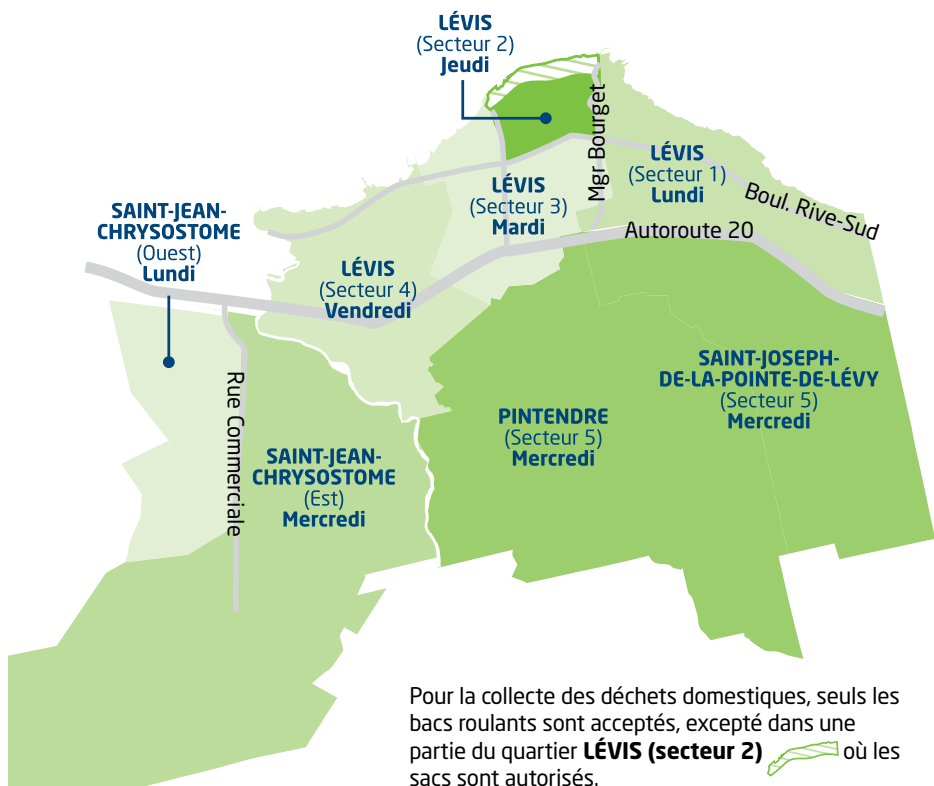 LÉVIS
(Secteur 2)
Jeudi
Mgr Bourget
LÉVIS
(Secteur 1)
Lundi
Boul. Rive-Sud
LÉVIS
(Secteur 3)
Mardi
Autoroute 20
SAINT-JEAN-
CHRYSOSTOME
(Ouest)
Lundi
LÉVIS
(Secteur 4)
Vendredi
Rue Commerciale
SAINT-JOSEPH-
DE-LA-POINTE-DE-LÉVY
(Secteur 5)
Mercredi
PINTENDRE
(Secteur 5)
Mercredi
SAINT-JEAN-
CHRYSOSTOME
(Est)
Mercredi
Pour la collecte des déchets domestiques, seuls les
bacs roulants sont acceptés, excepté dans une
partie du quartier LÉVIS (secteur 2) où les
sacs sont autorisés.